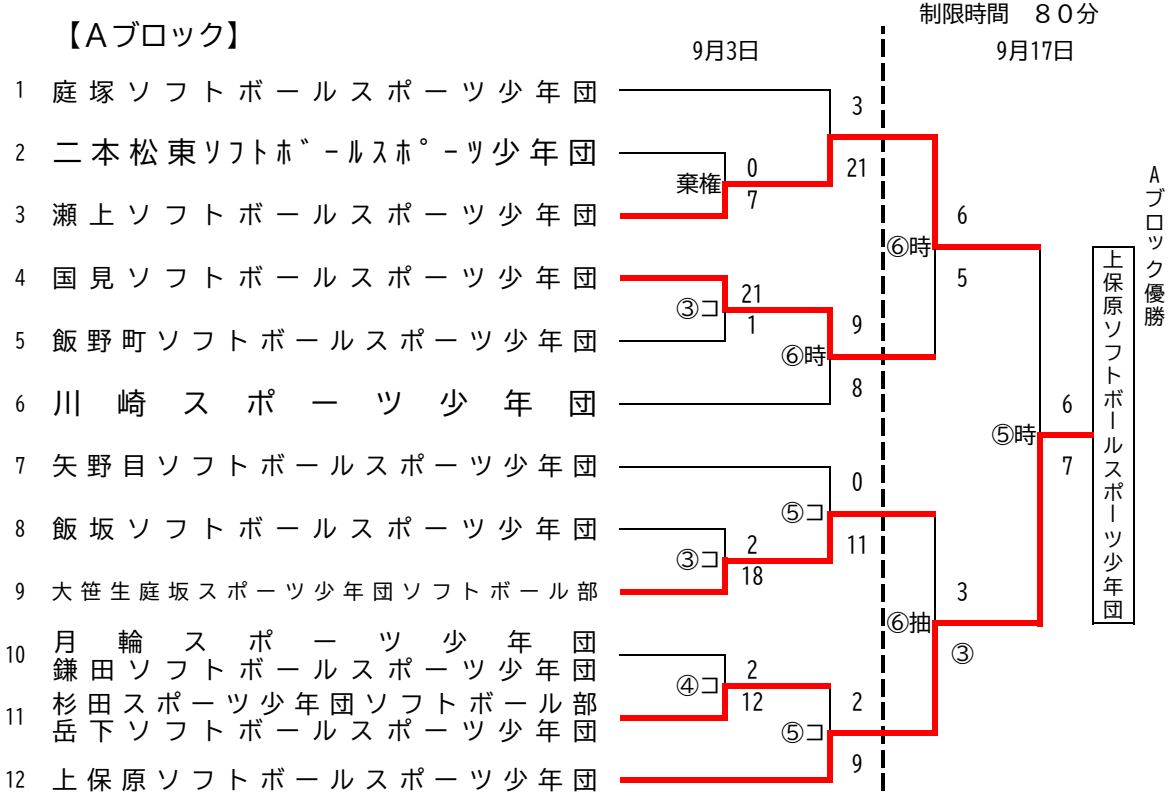 制限時間　８０分
【Aブロック】
9月3日
9月17日
1 庭塚ソフトボールスポーツ少年団
2 二本松東ｿﾌﾄﾎﾞｰﾙｽﾎﾟｰﾂ少年団
3 瀬上ソフトボールスポーツ少年団
4 国見ソフトボールスポーツ少年団
5 飯野町ソフトボールスポーツ少年団
6 川崎スポーツ少年団
7 矢野目ソフトボールスポーツ少年団
8 飯坂ソフトボールスポーツ少年団
9 大笹生庭坂スポーツ少年団ソフトボール部
10 月輪スポーツ少年団
鎌田ソフトボールスポーツ少年団
11 杉田スポーツ少年団ソフトボール部
岳下ソフトボールスポーツ少年団
12 上保原ソフトボールスポーツ少年団
棄権
0
7
③コ
21
1
③コ
2
18
④コ
2
12
3
21
⑥時
9
8
⑤コ
0
11
⑤コ
2
9
⑥時
6
5
⑥抽
3
③
⑤時
6
7
上保原ソフトボールスポーツ少年団
Aブロック優勝